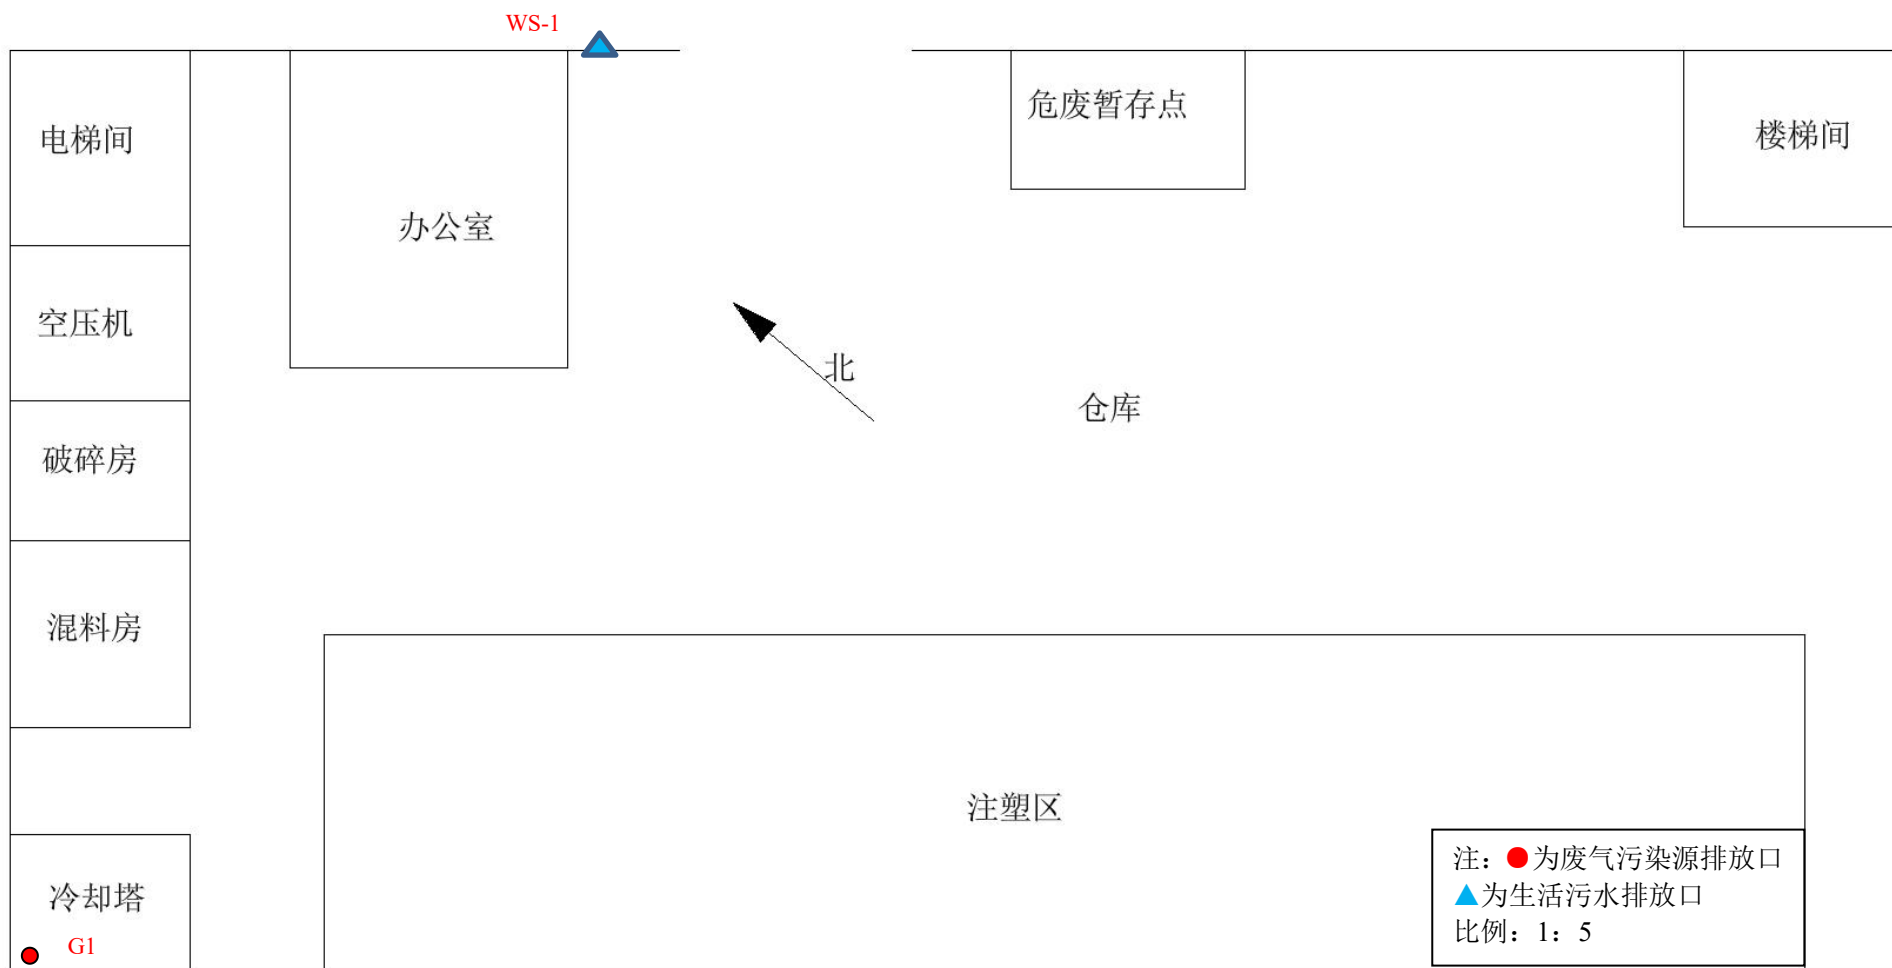 WS-1
电梯间
办公室
危废暂存点
楼梯间
空压机
北
仓库
破碎房
混料房
注塑区
冷却塔
G1
注：为废气污染源排放口
为生活污水排放口
比例：1：5